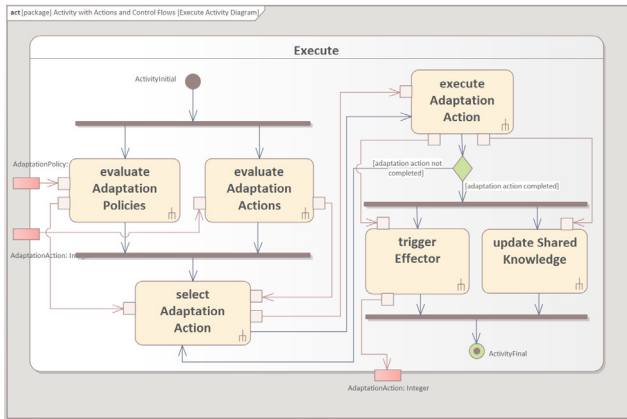 act [package] Activity with Actions and Control Flows [Execute Activity Diagram]
Execute
ActivityInitial
execute
Adaptation
Action
AdaptationPolicy:
evaluate
Adaptation
Policies
evaluate
Adaptation
Actions
[adaptation action not
completed]
[adaptation action completed]
AdaptationAction:
trigger
Effector
update Shared
Knowledge
select
Adaptation
Action
ActivityFinal
AdaptationAction: Integer